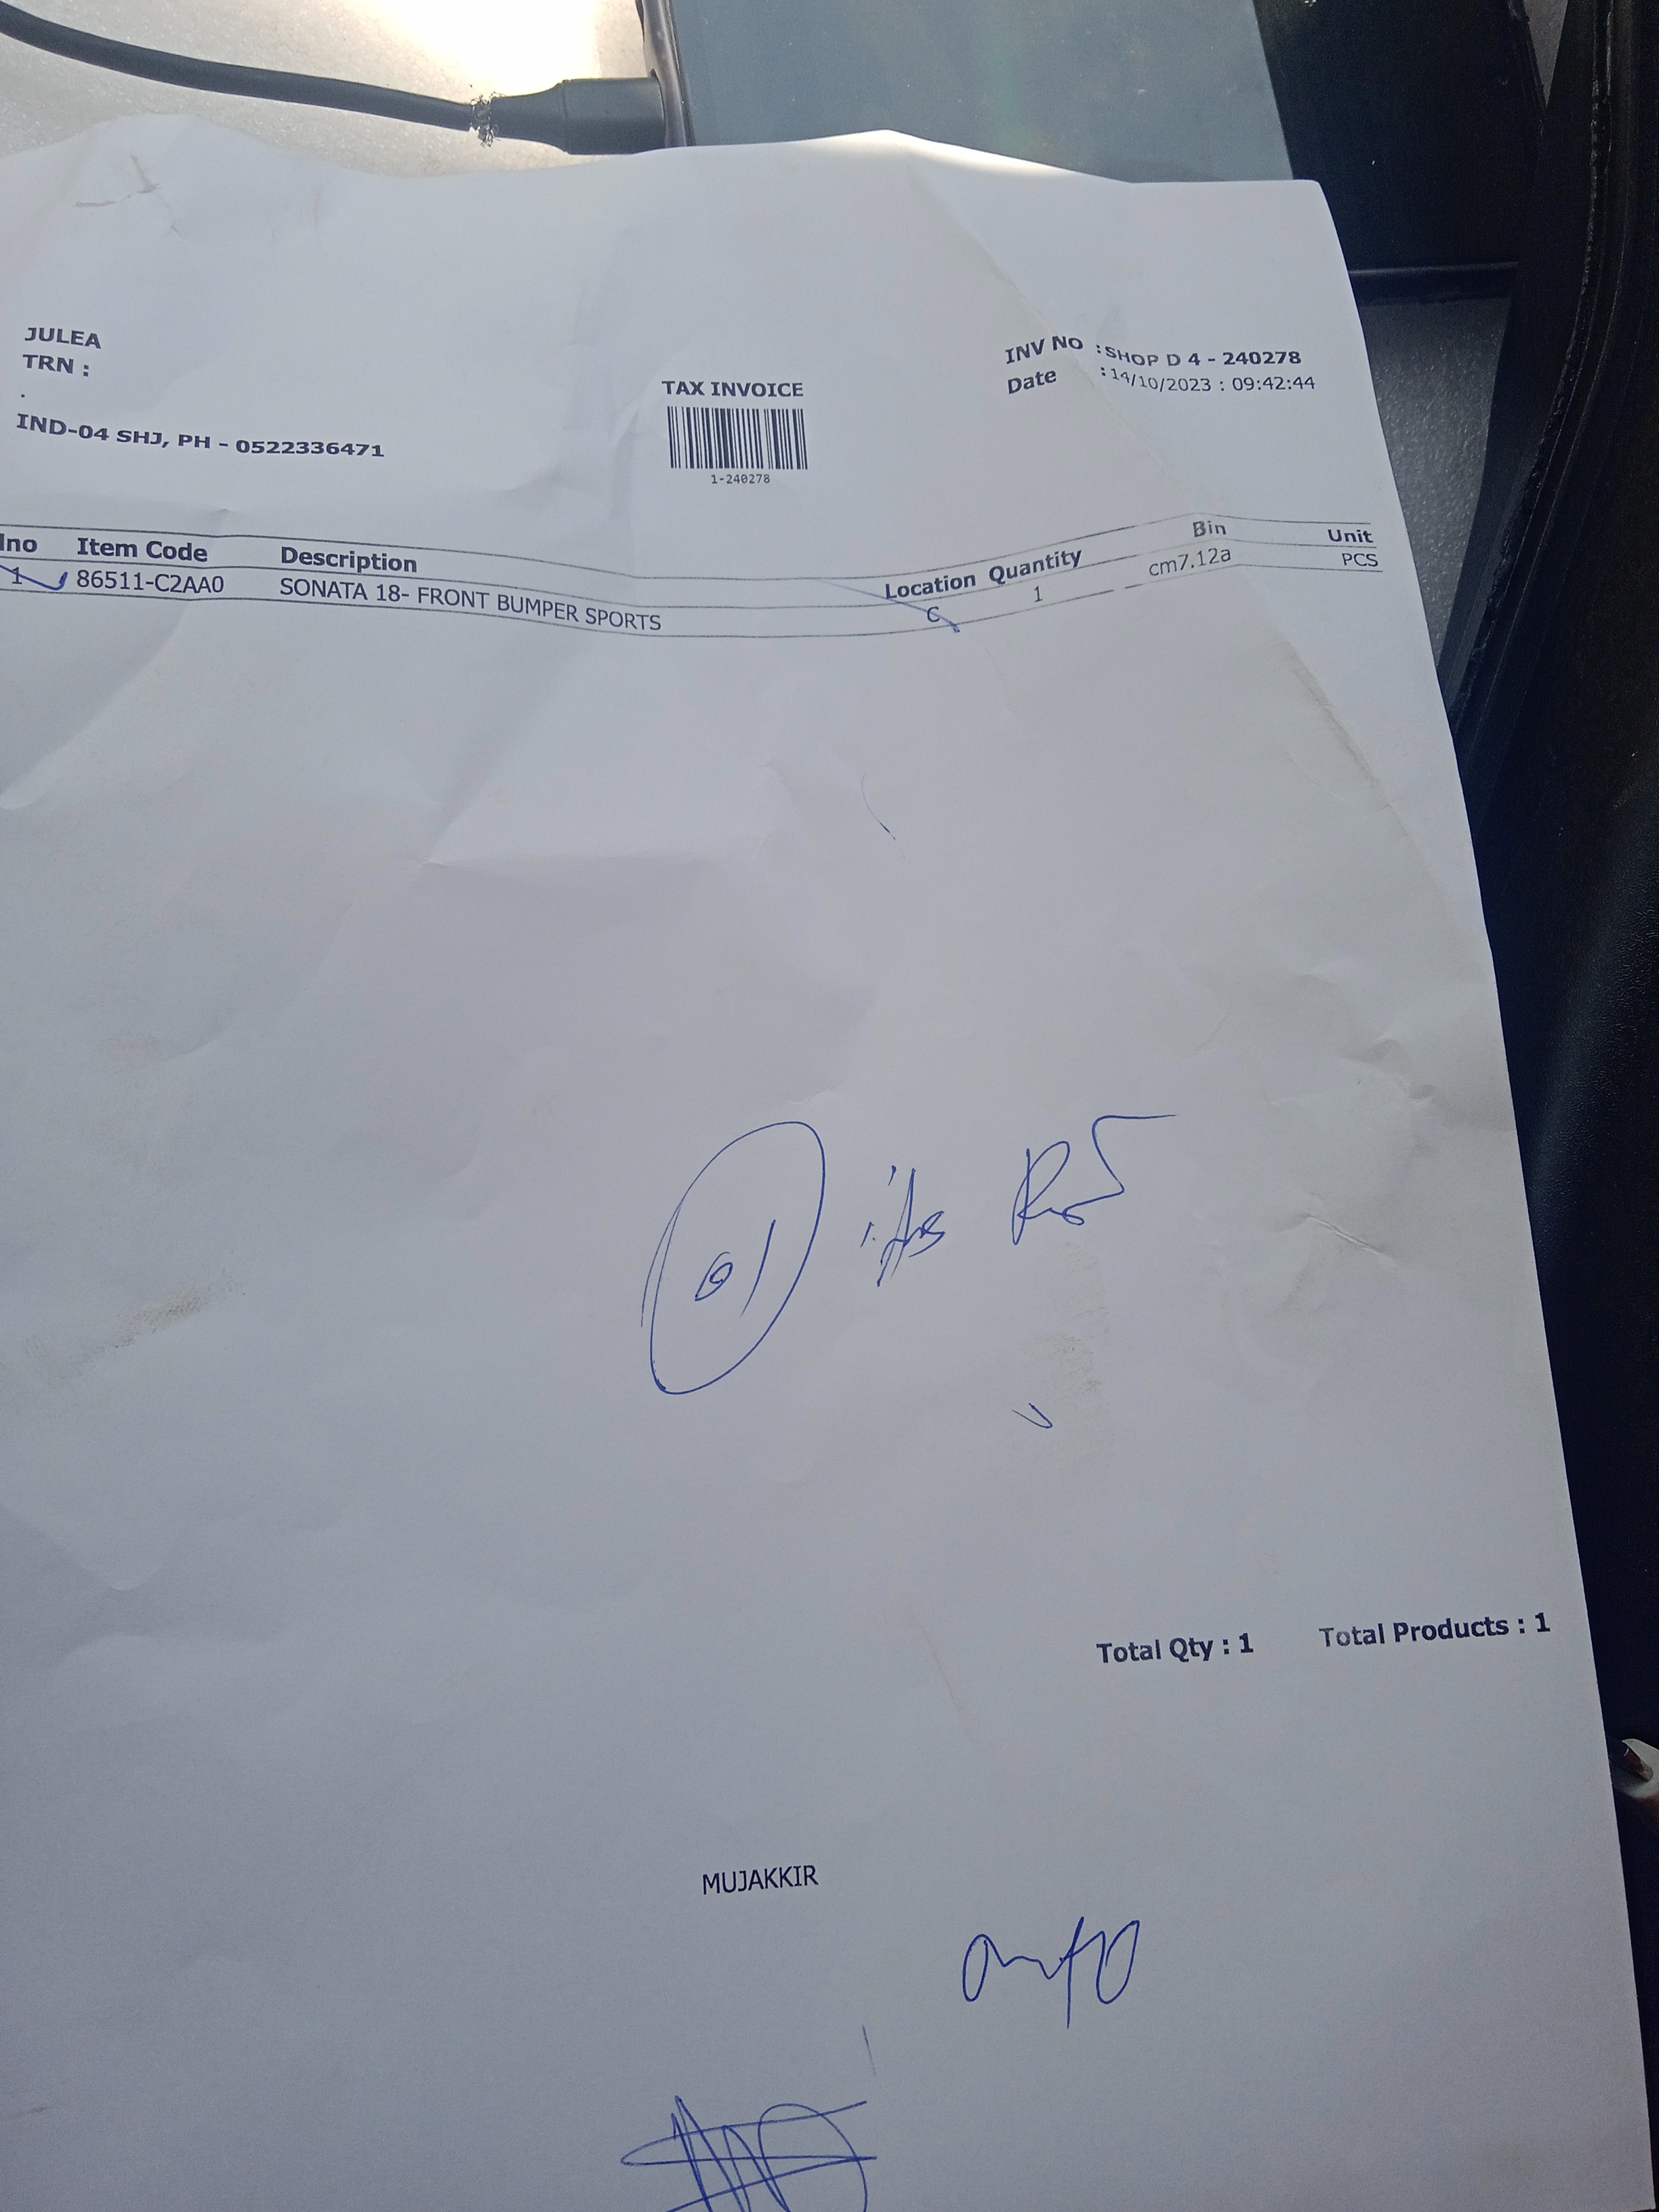 JULEA
TRN :
.
IND-04 SHJ, PH - 0522336471
TAX INVOICE
1-240278
INV NO : SHOP D 4 - 240278
Date : 14/10/2023 : 09:42:44
lno Item Code Description Location Quantity Bin Unit
1 86511-C2AA0 SONATA 18- FRONT BUMPER SPORTS C 1 cm7.12a PCS
01
Total Qty : 1 Total Products : 1
MUJAKKIR